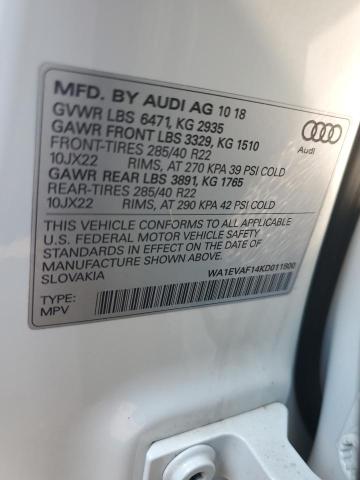 MFD. BY AUDI AG 10 18
GVWR LBS 6471, KG 2935
GAWR FRONT LBS 3329, KG 1510
FRONT-TIRES 285/40 R22
10JX22 RIMS, AT 270 KPA 39 PSI COLD
GAWR REAR LBS 3891, KG 1765
REAR-TIRES 285/40 R22
10JX22 RIMS, AT 290 KPA 42 PSI COLD
THIS VEHICLE CONFORMS TO ALL APPLICABLE
U.S. FEDERAL MOTOR VEHICLE SAFETY
STANDARDS IN EFFECT ON THE DATE OF
MANUFACTURE SHOWN ABOVE.
SLOVAKIA
WA1EVAF14KD011800
TYPE:
MPV
Audi